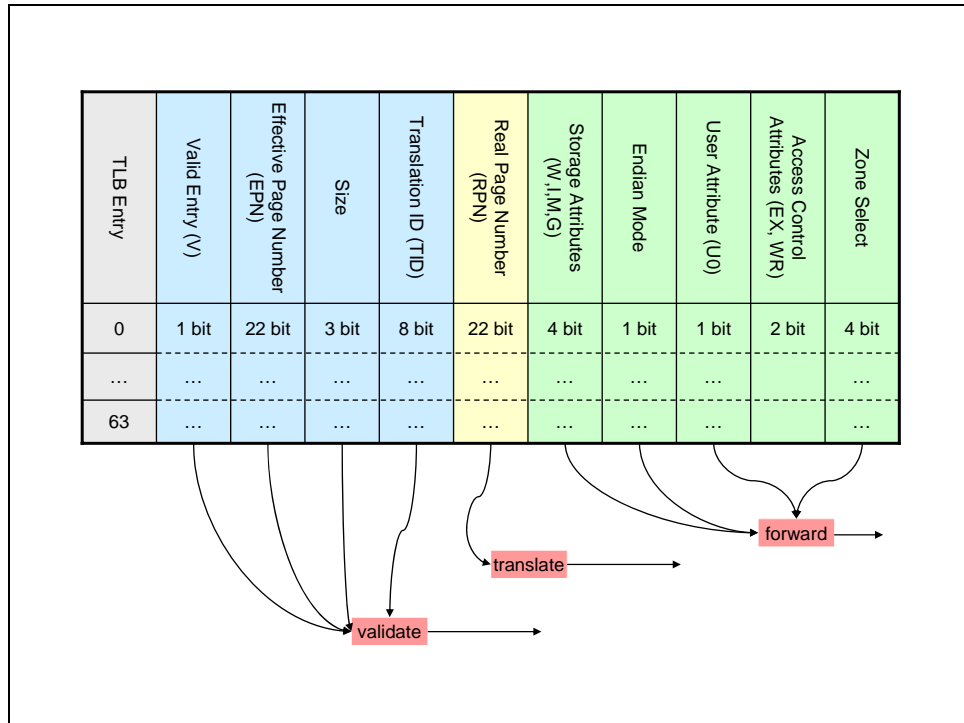 TLB Entry
Valid Entry (V)
Effective Page Number
(EPN)
Size
Translation ID (TID)
Real Page Number
(RPN)
Storage Attributes
(W,I,M,G)
Endian Mode
User Attribute (U0)
Access Control
Attributes (EX, WR)
Zone Select
0 1 bit 22 bit 3 bit 8 bit 22 bit 4 bit 1 bit 1 bit 2 bit 4 bit
... ... ... ... ... ... ... ... ... ...
63 ... ... ... ... ... ... ... ... ...
forward
translate
validate